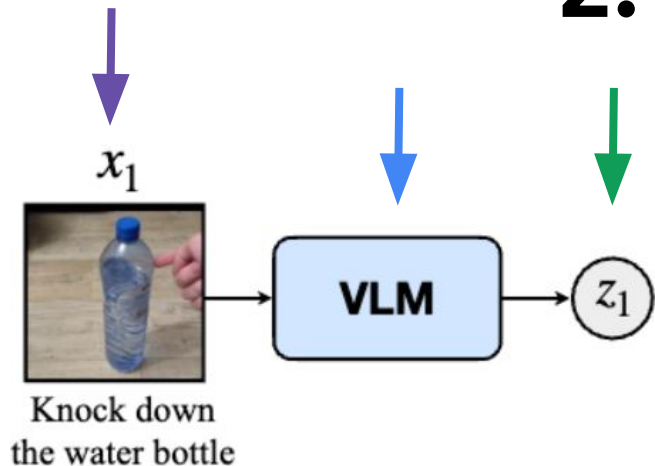 2.
x₁
VLM
z₁
Knock down
the water bottle